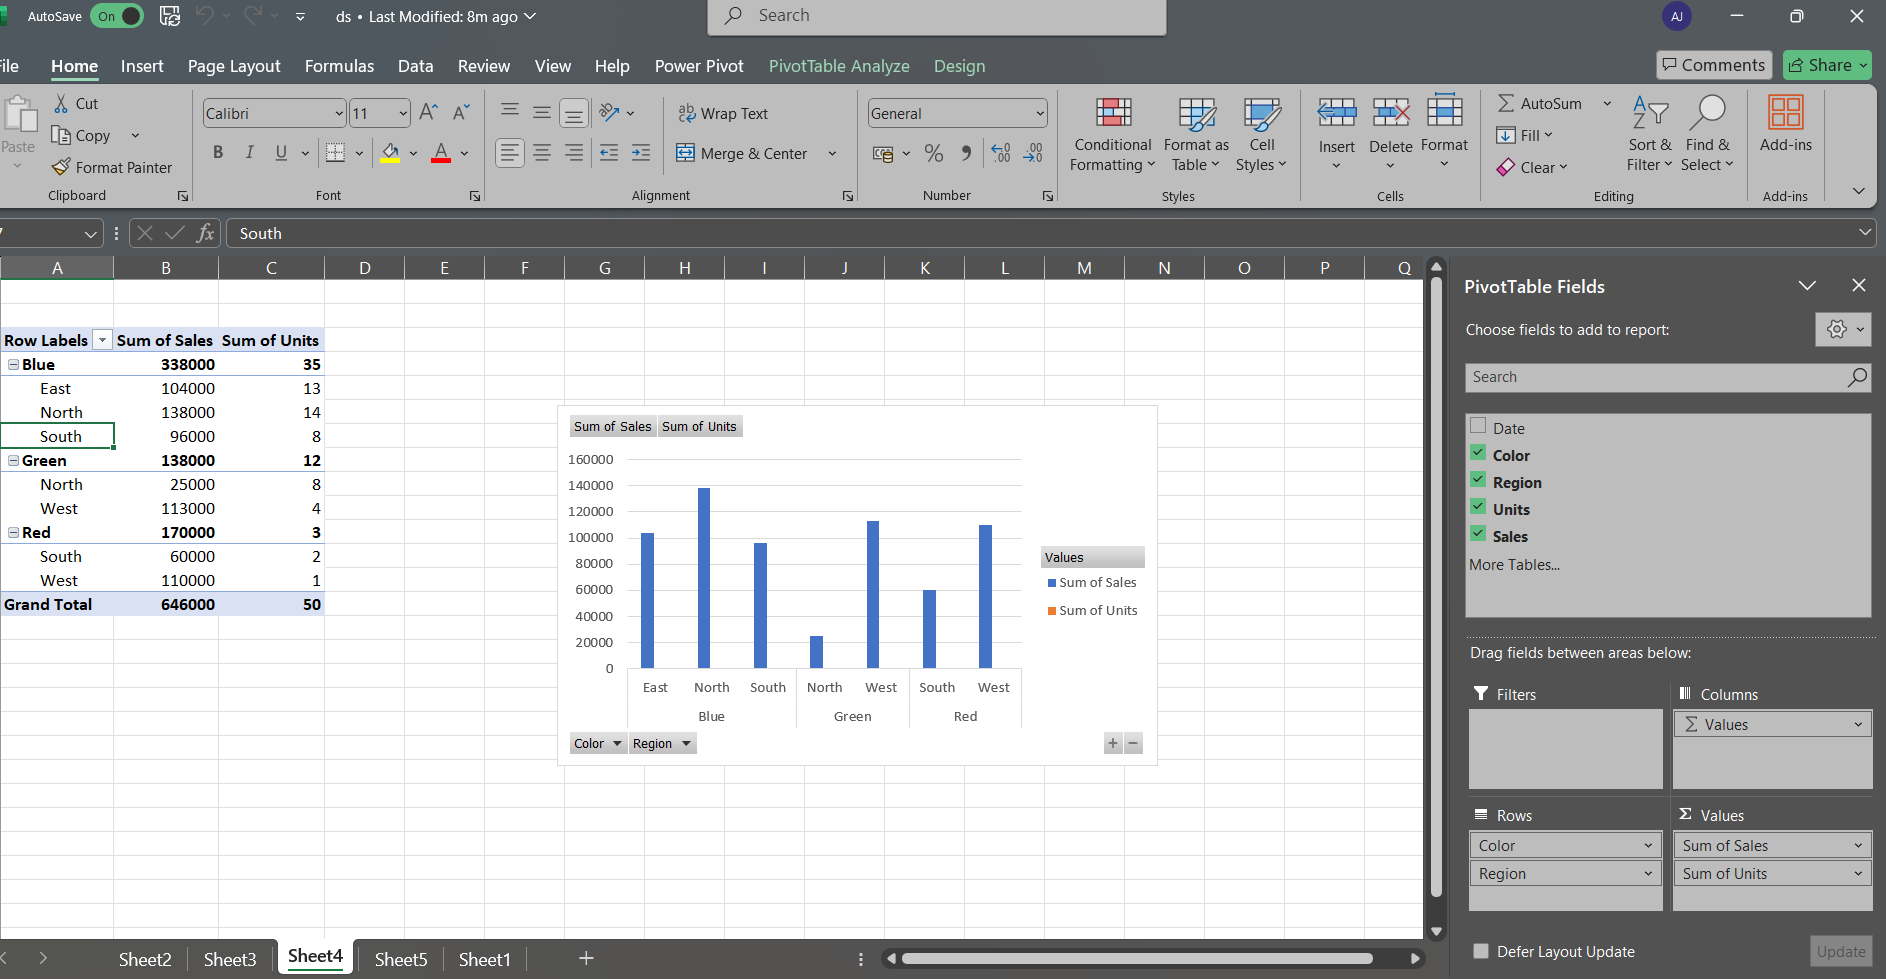 AutoSave On ds • Last Modified: 8m ago Search AJ
ile Home Insert Page Layout Formulas Data Review View Help Power Pivot PivotTable Analyze Design Comments Share
Paste
Cut
Copy
Format Painter
Clipboard
Calibri 11
B I U A
Font
Wrap Text
Merge & Center
Alignment
General
% 9
Number
Conditional Formatting
Format as Table
Cell Styles
Styles
Insert Delete Format
Cells
AutoSum
Fill
Clear
Sort & Filter
Find & Select
Editing
Add-ins
Add-ins
fx South
A B C D E F G H I J K L M N O P Q
Row Labels Sum of Sales Sum of Units
Blue 338000 35
East 104000 13
North 138000 14
South 96000 8
Green 138000 12
North 25000 8
West 113000 4
Red 170000 3
South 60000 2
West 110000 1
Grand Total 646000 50
Sum of Sales Sum of Units
160000
140000
120000
100000
80000
60000
40000
20000
0
East North South North West South West
Blue Green Red
Values
Sum of Sales
Sum of Units
Color Region + −
PivotTable Fields
Choose fields to add to report:
Search
Date
Color
Region
Units
Sales
More Tables...
Drag fields between areas below:
Filters
Columns
Σ Values
Rows
Color
Region
Σ Values
Sum of Sales
Sum of Units
Defer Layout Update Update
Sheet2 Sheet3 Sheet4 Sheet5 Sheet1 +